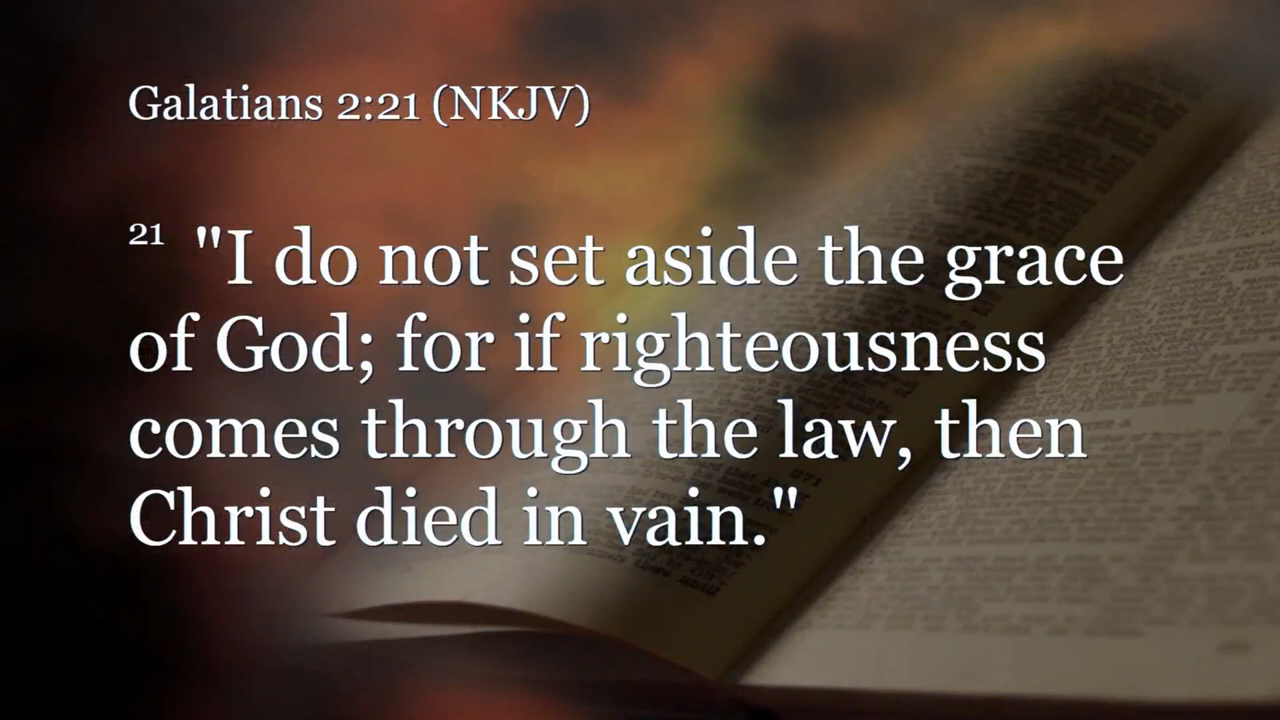 Galatians 2:21 (NKJV)
21 "I do not set aside the grace
of God; for if righteousness
comes through the law, then
Christ died in vain."
271